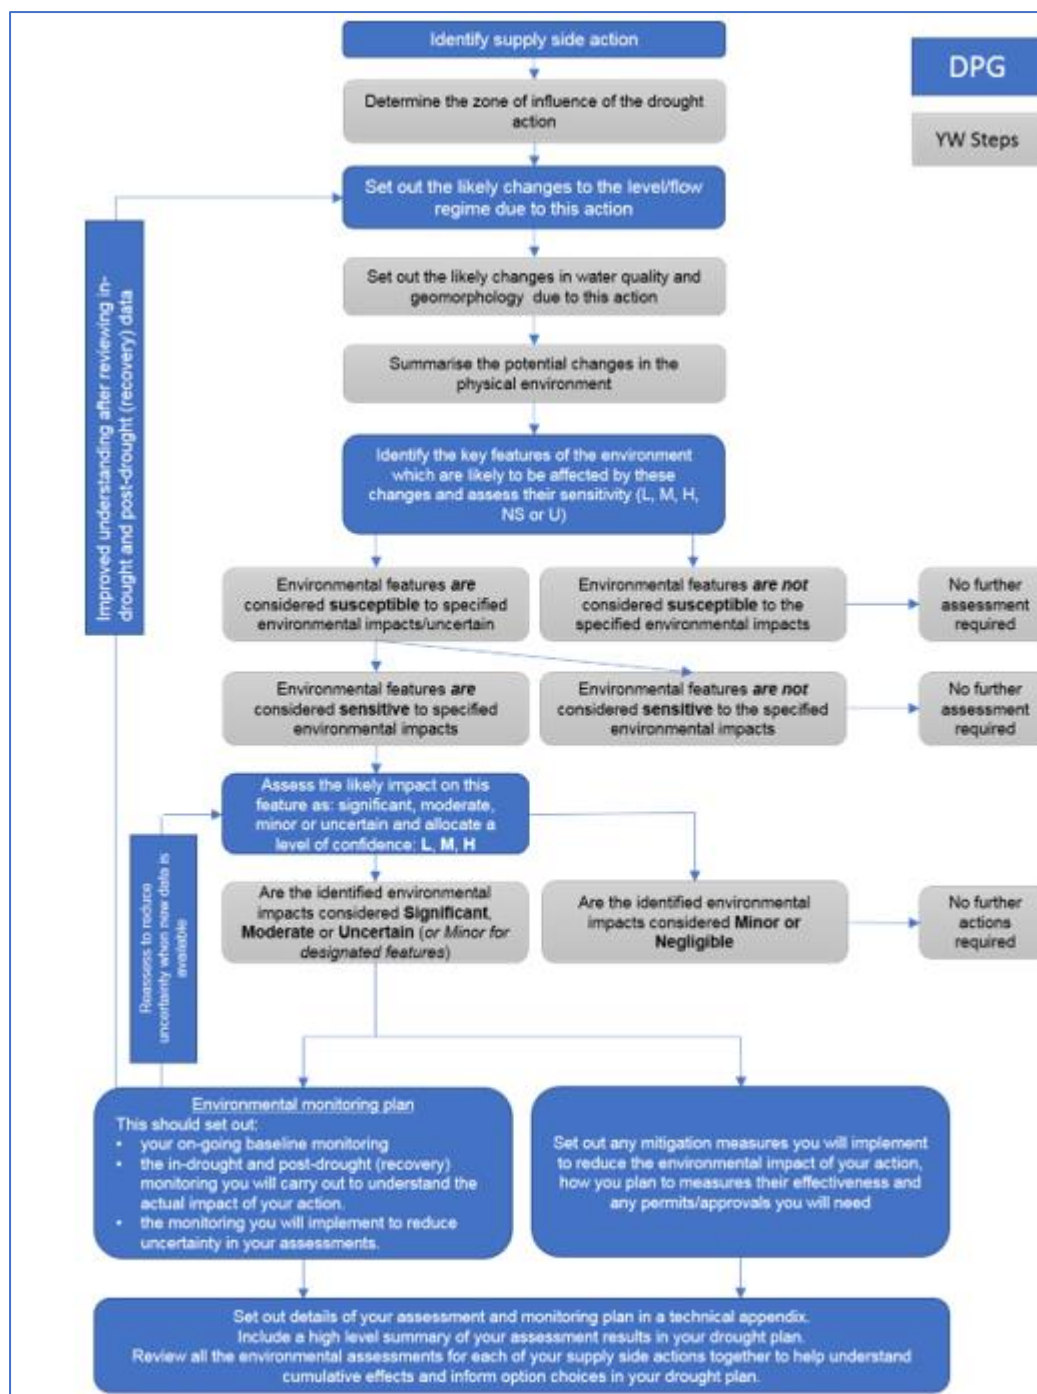 Identify supply side action
DPG
Determine the zone of influence of the drought
action
YW Steps
Set out the likely changes to the level/flow
regime due to this action
Set out the likely changes in water quality and
geomorphology due to this action
Summarise the potential changes in the
physical environment
Improved understanding after reviewing in-
drought and post-drought (recovery) data
Identify the key features of the environment
which are likely to be affected by these
changes and assess their sensitivity (L, M, H,
NS or U)
Environmental features are
considered susceptible to specified
environmental impacts/uncertain
Environmental features are not
considered susceptible to the
specified environmental impacts
No further
assessment
required
Environmental features are
considered sensitive to specified
environmental impacts
Environmental features are not
considered sensitive to the specified
environmental impacts
No further
assessment
required
Assess the likely impact on this
feature as: significant, moderate,
minor or uncertain and allocate a
level of confidence: L, M, H
Reassess to reduce
uncertainty when now data is
available
Are the identified environmental
impacts considered Significant,
Moderate or Uncertain (or Minor for
designated features)
Are the identified environmental
impacts considered Minor or
Negligible
No further
actions
required
Environmental monitoring plan
This should set out:
• your on-going baseline monitoring
• the in-drought and post-drought (recovery)
monitoring you will carry out to understand the
actual impact of your action.
• the monitoring you will implement to reduce
uncertainty in your assessments.
Set out any mitigation measures you will implement
to reduce the environmental impact of your action,
how you plan to measures their effectiveness and
any permits/approvals you will need
Set out details of your assessment and monitoring plan in a technical appendix.
Include a high level summary of your assessment results in your drought plan.
Review all the environmental assessments for each of your supply side actions together to help understand
cumulative effects and inform option choices in your drought plan.